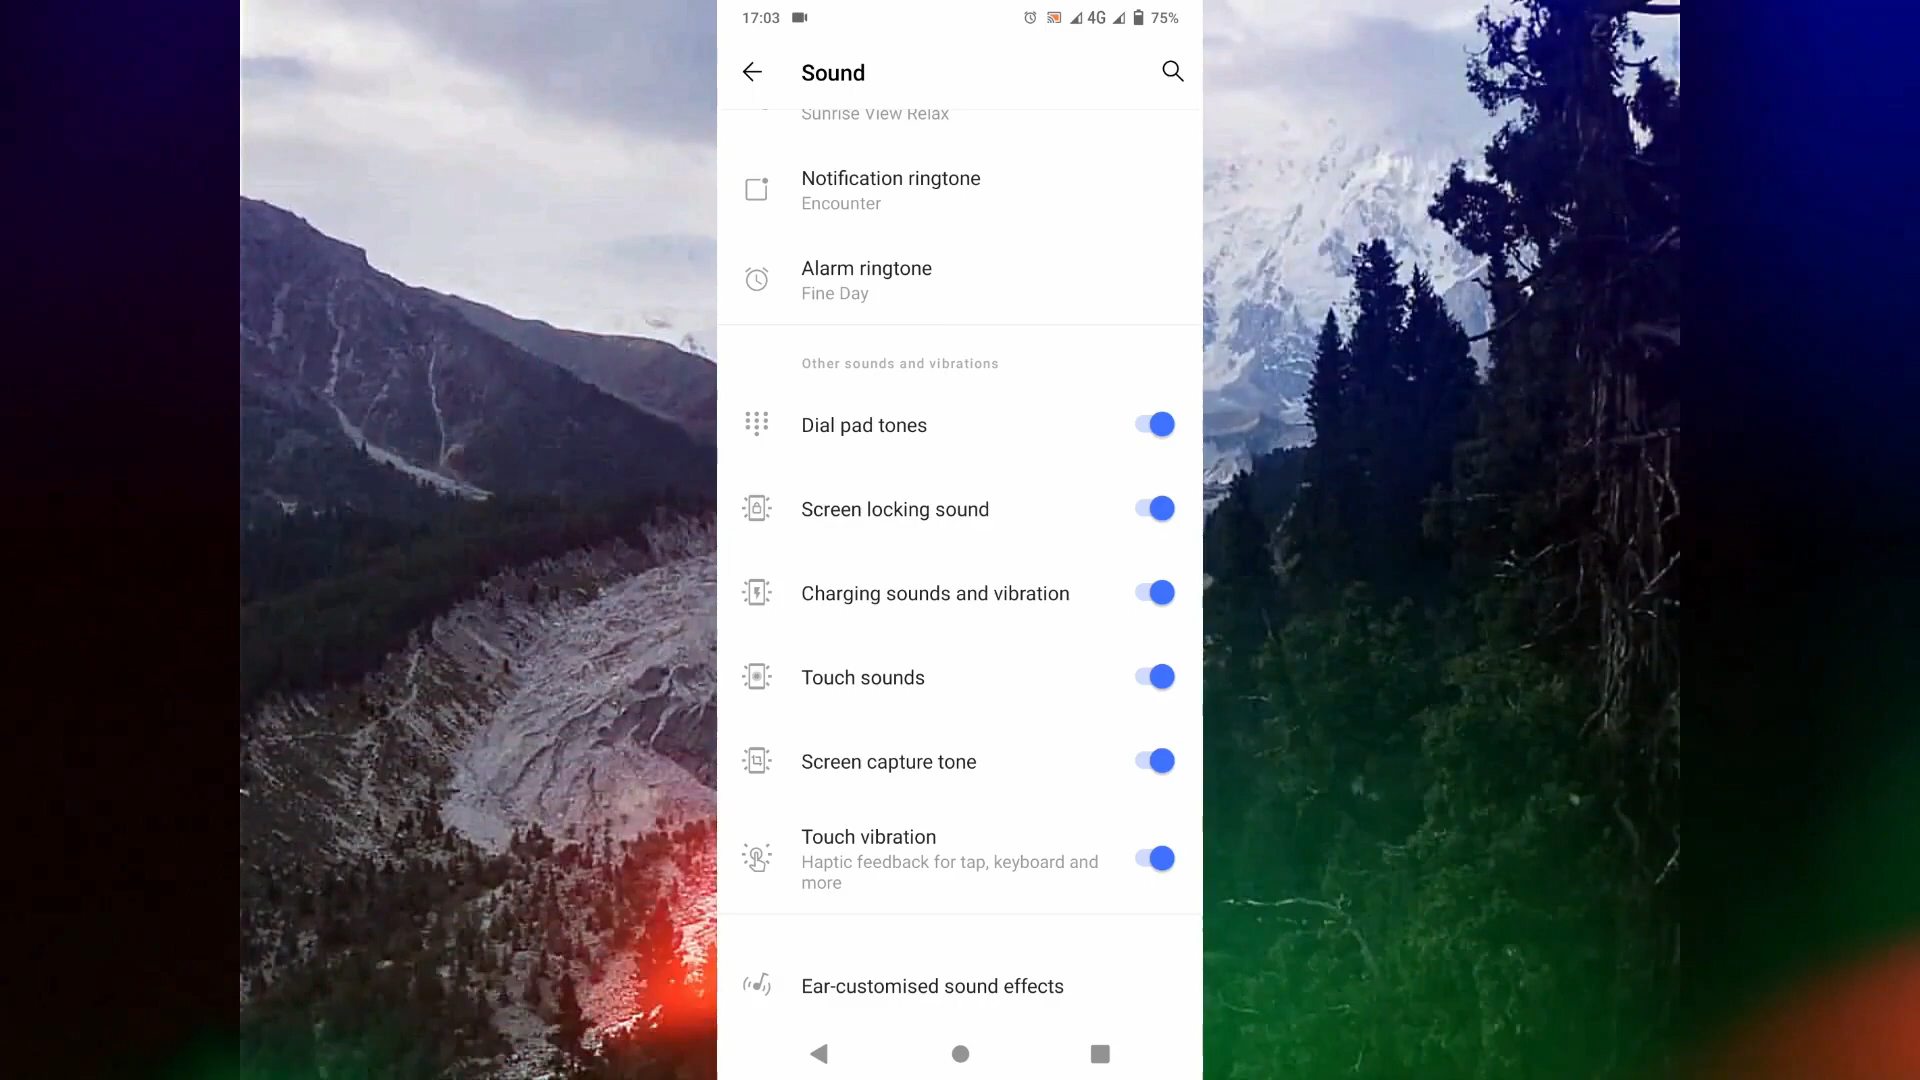 17:03
4G
75%
Sound
Sunrise View Relax
Notification ringtone
Encounter
Alarm ringtone
Fine Day
Other sounds and vibrations
Dial pad tones
Screen locking sound
Charging sounds and vibration
Touch sounds
Screen capture tone
Touch vibration
Haptic feedback for tap, keyboard and
more
Ear-customised sound effects